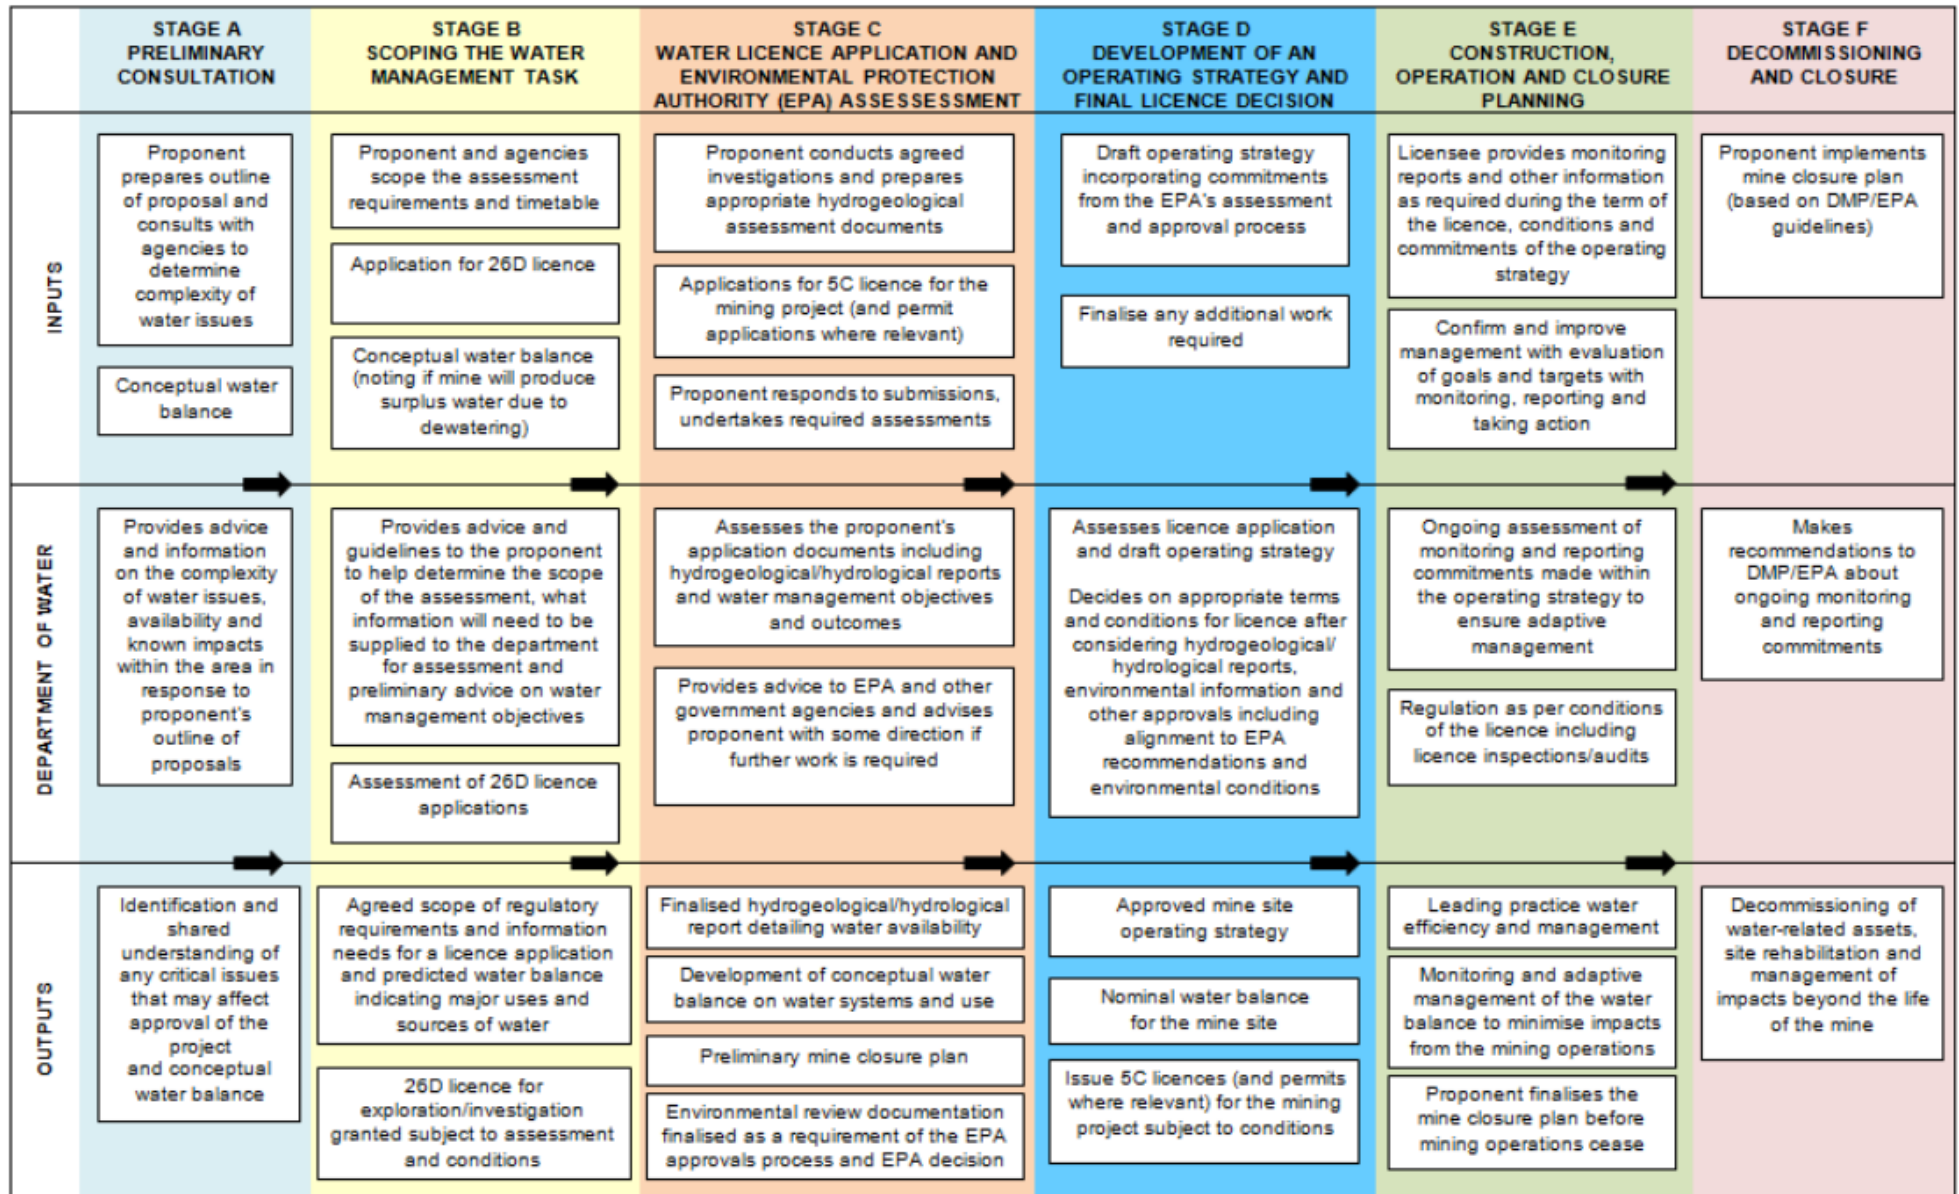 STAGE A
PRELIMINARY
CONSULTATION
STAGE B
SCOPING THE WATER
MANAGEMENT TASK
STAGE C
WATER LICENCE APPLICATION AND
ENVIRONMENTAL PROTECTION
AUTHORITY (EPA) ASSESSESSMENT
STAGE D
DEVELOPMENT OF AN
OPERATING STRATEGY AND
FINAL LICENCE DECISION
STAGE E
CONSTRUCTION,
OPERATION AND CLOSURE
PLANNING
STAGE F
DECOMMISSIONING
AND CLOSURE
INPUTS
Proponent
prepares outline
of proposal and
consults with
agencies to
determine
complexity of
water issues
Conceptual water
balance
Proponent and agencies
scope the assessment
requirements and timetable
Application for 26D licence
Conceptual water balance
(noting if mine will produce
surplus water due to
dewatering)
Proponent conducts agreed
investigations and prepares
appropriate hydrogeological
assessment documents
Applications for 5C licence for the
mining project (and permit
applications where relevant)
Proponent responds to submissions,
undertakes required assessments
Draft operating strategy
incorporating commitments
from the EPA's assessment
and approval process
Finalise any additional work
required
Licensee provides monitoring
reports and other information
as required during the term of
the licence, conditions and
commitments of the operating
strategy
Confirm and improve
management with evaluation
of goals and targets with
monitoring, reporting and
taking action
Proponent implements
mine closure plan
(based on DMP/EPA
guidelines)
DEPARTMENT OF WATER
Provides advice
and information
on the complexity
of water issues,
availability and
known impacts
within the area in
response to
proponent's
outline of
proposals
Provides advice and
guidelines to the proponent
to help determine the scope
of the assessment, what
information will need to be
supplied to the department
for assessment and
preliminary advice on water
management objectives
Assessment of 26D licence
applications
Assesses the proponent's
application documents including
hydrogeological/hydrological reports
and water management objectives
and outcomes
Provides advice to EPA and other
government agencies and advises
proponent with some direction if
further work is required
Assesses licence application
and draft operating strategy
Decides on appropriate terms
and conditions for licence after
considering hydrogeological/
hydrological reports,
environmental information and
other approvals including
alignment to EPA
recommendations and
environmental conditions
Ongoing assessment of
monitoring and reporting
commitments made within
the operating strategy to
ensure adaptive
management
Regulation as per conditions
of the licence including
licence inspections/audits
Makes
recommendations to
DMP/EPA about
ongoing monitoring
and reporting
commitments
OUTPUTS
Identification and
shared
understanding of
any critical issues
that may affect
approval of the
project
and conceptual
water balance
Agreed scope of regulatory
requirements and information
needs for a licence application
and predicted water balance
indicating major uses and
sources of water
26D licence for
exploration/investigation
granted subject to assessment
and conditions
Finalised hydrogeological/hydrological
report detailing water availability
Development of conceptual water
balance on water systems and use
Preliminary mine closure plan
Environmental review documentation
finalised as a requirement of the EPA
approvals process and EPA decision
Approved mine site
operating strategy
Nominal water balance
for the mine site
Issue 5C licences (and permits
where relevant) for the mining
project subject to conditions
Leading practice water
efficiency and management
Monitoring and adaptive
management of the water
balance to minimise impacts
from the mining operations
Proponent finalises the
mine closure plan before
mining operations cease
Decommissioning of
water-related assets,
site rehabilitation and
management of
impacts beyond the life
of the mine